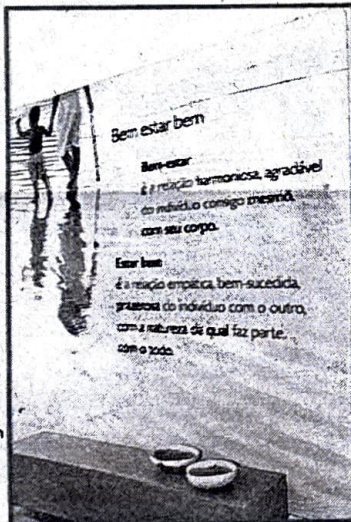 Bem estar bem
Bem-estar
é a relação harmoniosa, agradável
do indivíduo consigo mesmo,
com seu corpo.
Estar bem
é a relação empática, bem-sucedida,
prazerosa do indivíduo com o outro,
com a natureza da qual faz parte,
com o todo.